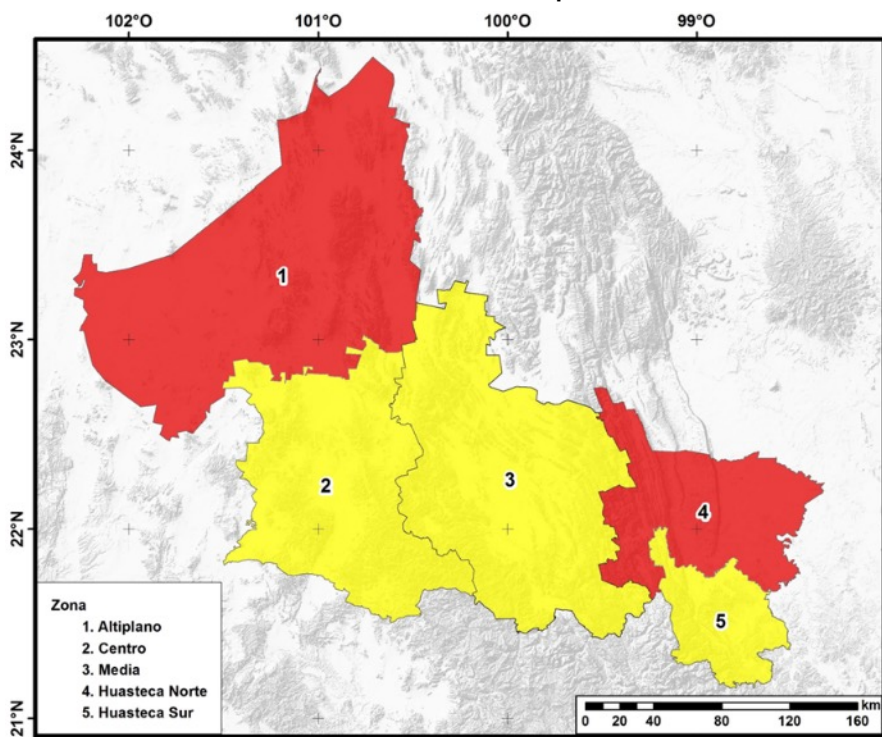 102°O 101°O 100°O 99°O
24°N
23°N
22°N
21°N
1
2
3
4
5
Zona
1. Altiplano
2. Centro
3. Media
4. Huasteca Norte
5. Huasteca Sur
km
0 20 40 80 120 160